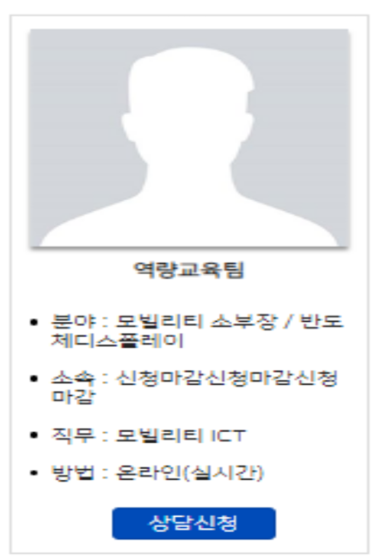 역량교육팀
• 분야 : 모빌리티 소부장 / 반도
체디스플레이
• 소속 : 신청마감신청마감신청
마감
• 직무 : 모빌리티 ICT
• 방법 : 온라인(실시간)
상담신청